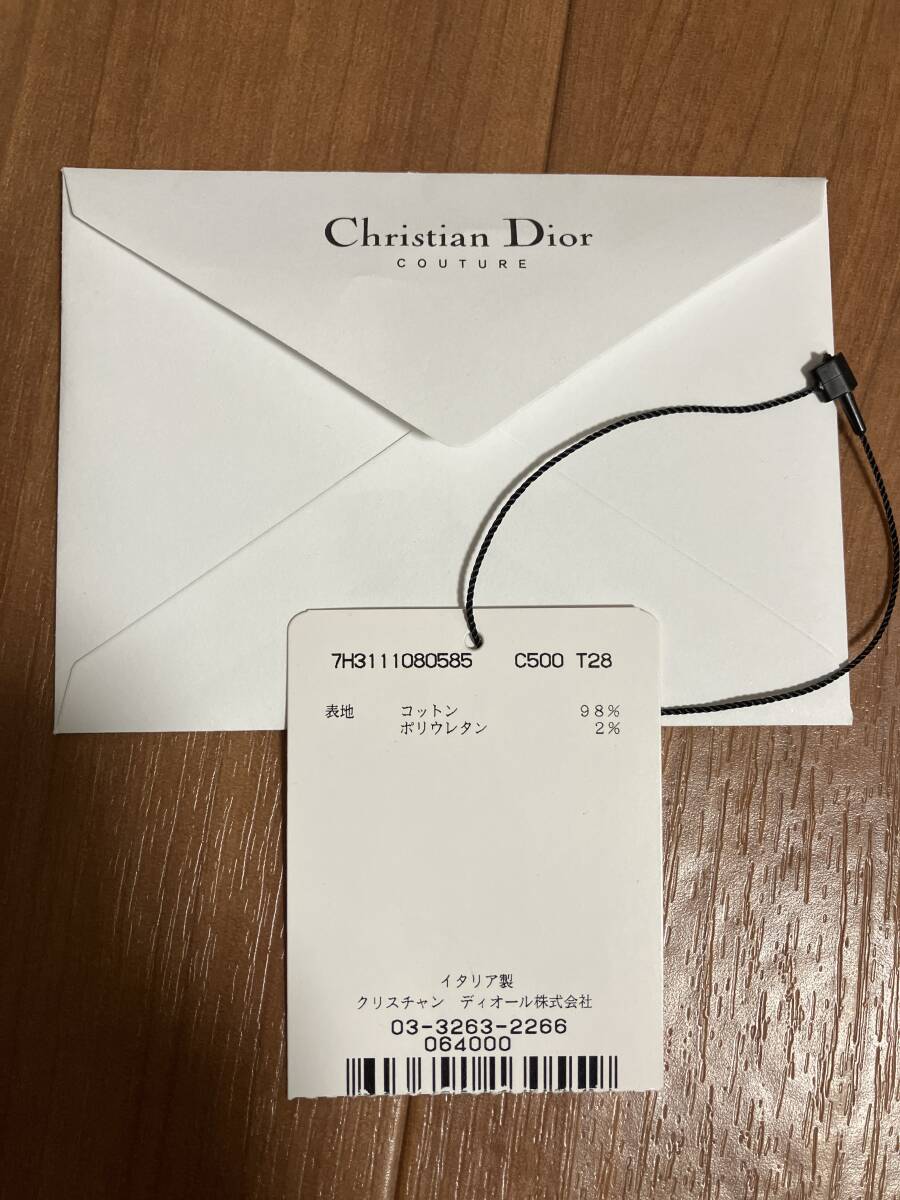 Christian Dior
COUTURE
7H3111080585 C500 T28
表地 コットン 98%
ポリウレタン 2%
イタリア製
クリスチャン ディオール株式会社
03-3263-2266
064000